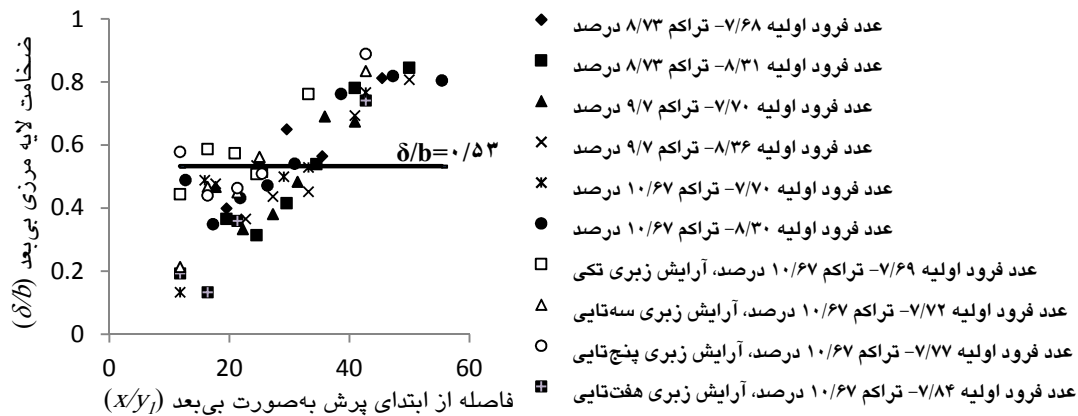 ضخامت لایه مرزی بی‌بعد (δ/b)
1
0.8
0.6
0.4
0.2
0
δ/b=۰/۵۳
0 20 40 60
فاصله از ابتدای پرش به‌صورت بی‌بعد (x/y1)
عدد فرود اولیه ۷/۶۸- تراکم ۸/۷۳ درصد
عدد فرود اولیه ۸/۳۱- تراکم ۸/۷۳ درصد
عدد فرود اولیه ۷/۷۰- تراکم ۹/۷ درصد
عدد فرود اولیه ۸/۳۶- تراکم ۹/۷ درصد
عدد فرود اولیه ۷/۷۰- تراکم ۱۰/۶۷ درصد
عدد فرود اولیه ۸/۳۰- تراکم ۱۰/۶۷ درصد
عدد فرود اولیه ۷/۶۹- تراکم ۱۰/۶۷ درصد، آرایش زبری تکی
عدد فرود اولیه ۷/۷۲- تراکم ۱۰/۶۷ درصد، آرایش زبری سه‌تایی
عدد فرود اولیه ۷/۷۷- تراکم ۱۰/۶۷ درصد، آرایش زبری پنج‌تایی
عدد فرود اولیه ۷/۸۴- تراکم ۱۰/۶۷ درصد، آرایش زبری هفت‌تایی